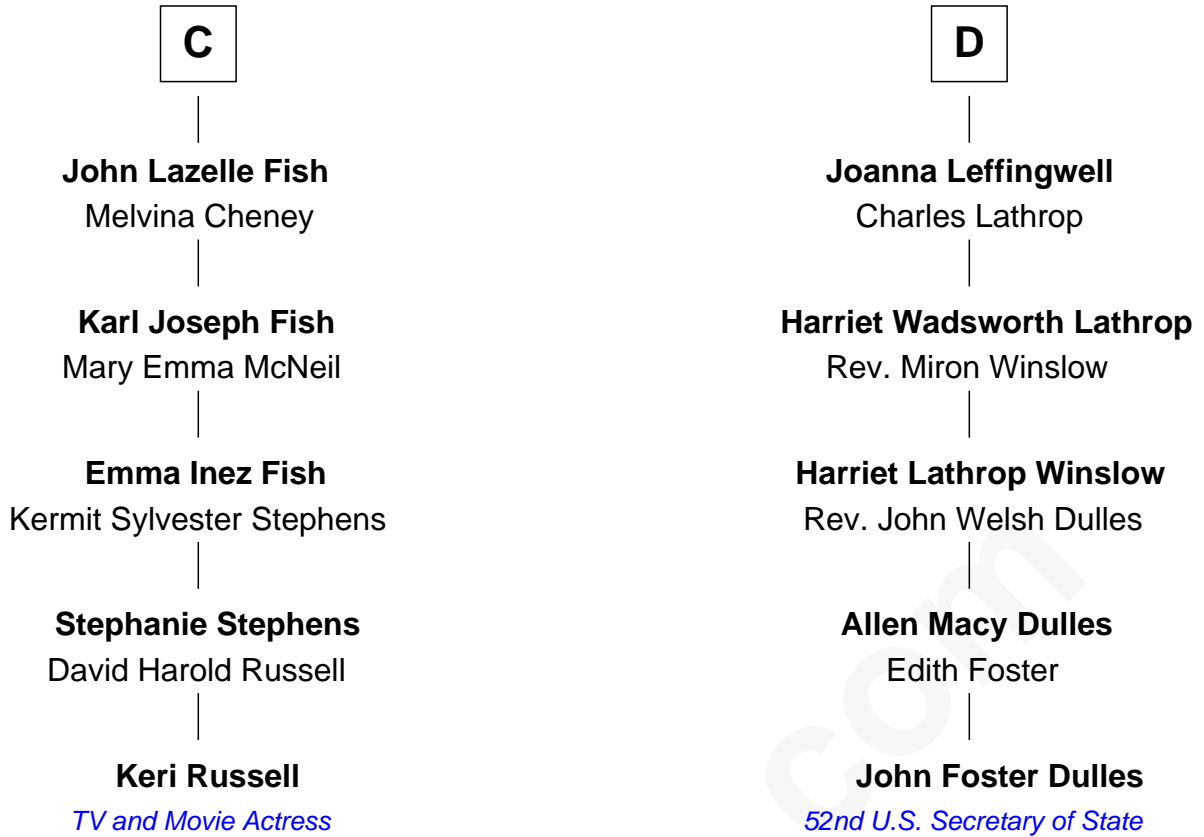 C
John Lazelle Fish
Melvina Cheney
Karl Joseph Fish
Mary Emma McNeil
Emma Inez Fish
Kermit Sylvester Stephens
Stephanie Stephens
David Harold Russell
Keri Russell
TV and Movie Actress
D
Joanna Leffingwell
Charles Lathrop
Harriet Wadsworth Lathrop
Rev. Miron Winslow
Harriet Lathrop Winslow
Rev. John Welsh Dulles
Allen Macy Dulles
Edith Foster
John Foster Dulles
52nd U.S. Secretary of State
com